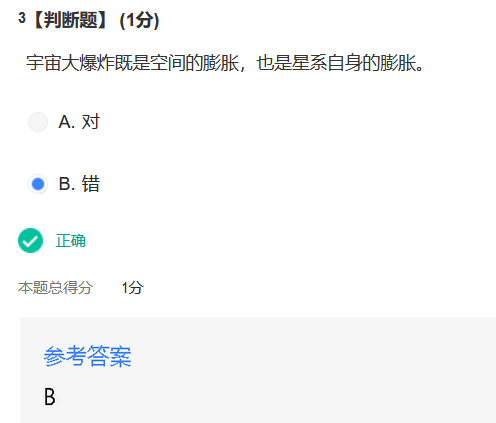 3【判断题】 (1分)
宇宙大爆炸既是空间的膨胀，也是星系自身的膨胀。
A. 对
B. 错
正确
本题总得分 1分
参考答案
B